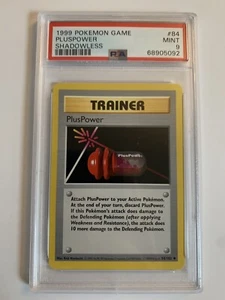 1999 POKEMON GAME #84
PLUSPOWER MINT
SHADOWLESS 9
PSA 68905092
TRAINER
PlusPower
PlusPower
Attach PlusPower to your Active Pokémon.
At the end of your turn, discard PlusPower.
If this Pokémon's attack does damage to the
Defending Pokémon (after applying
Weakness and Resistance), the attack does
10 more damage to the Defending Pokémon.